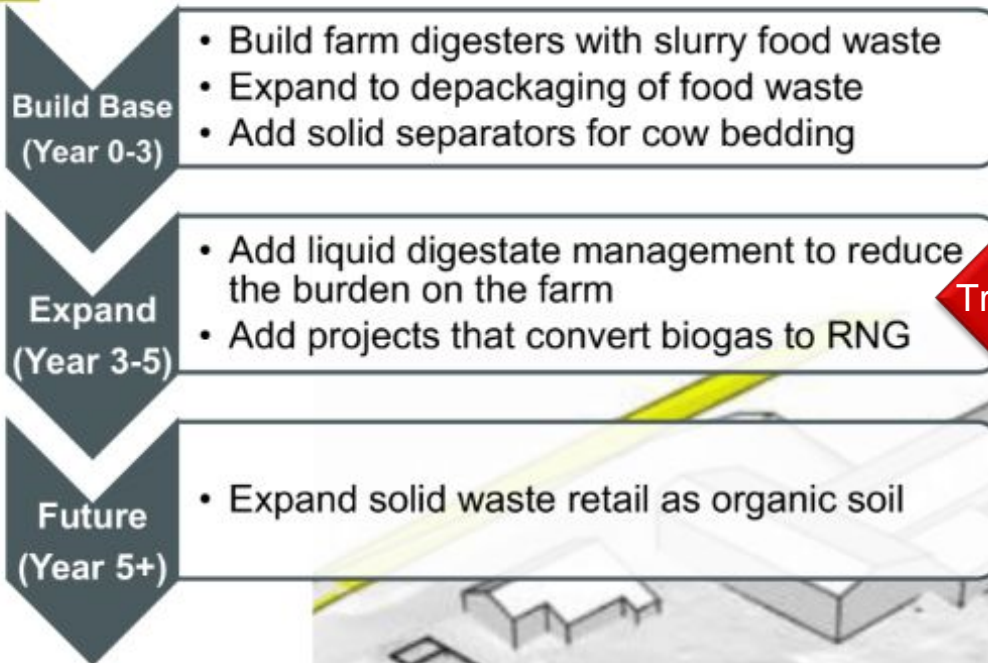 Build Base
(Year 0-3)
• Build farm digesters with slurry food waste
• Expand to depackaging of food waste
• Add solid separators for cow bedding
Expand
(Year 3-5)
• Add liquid digestate management to reduce
the burden on the farm
• Add projects that convert biogas to RNG
Future
(Year 5+)
• Expand solid waste retail as organic soil